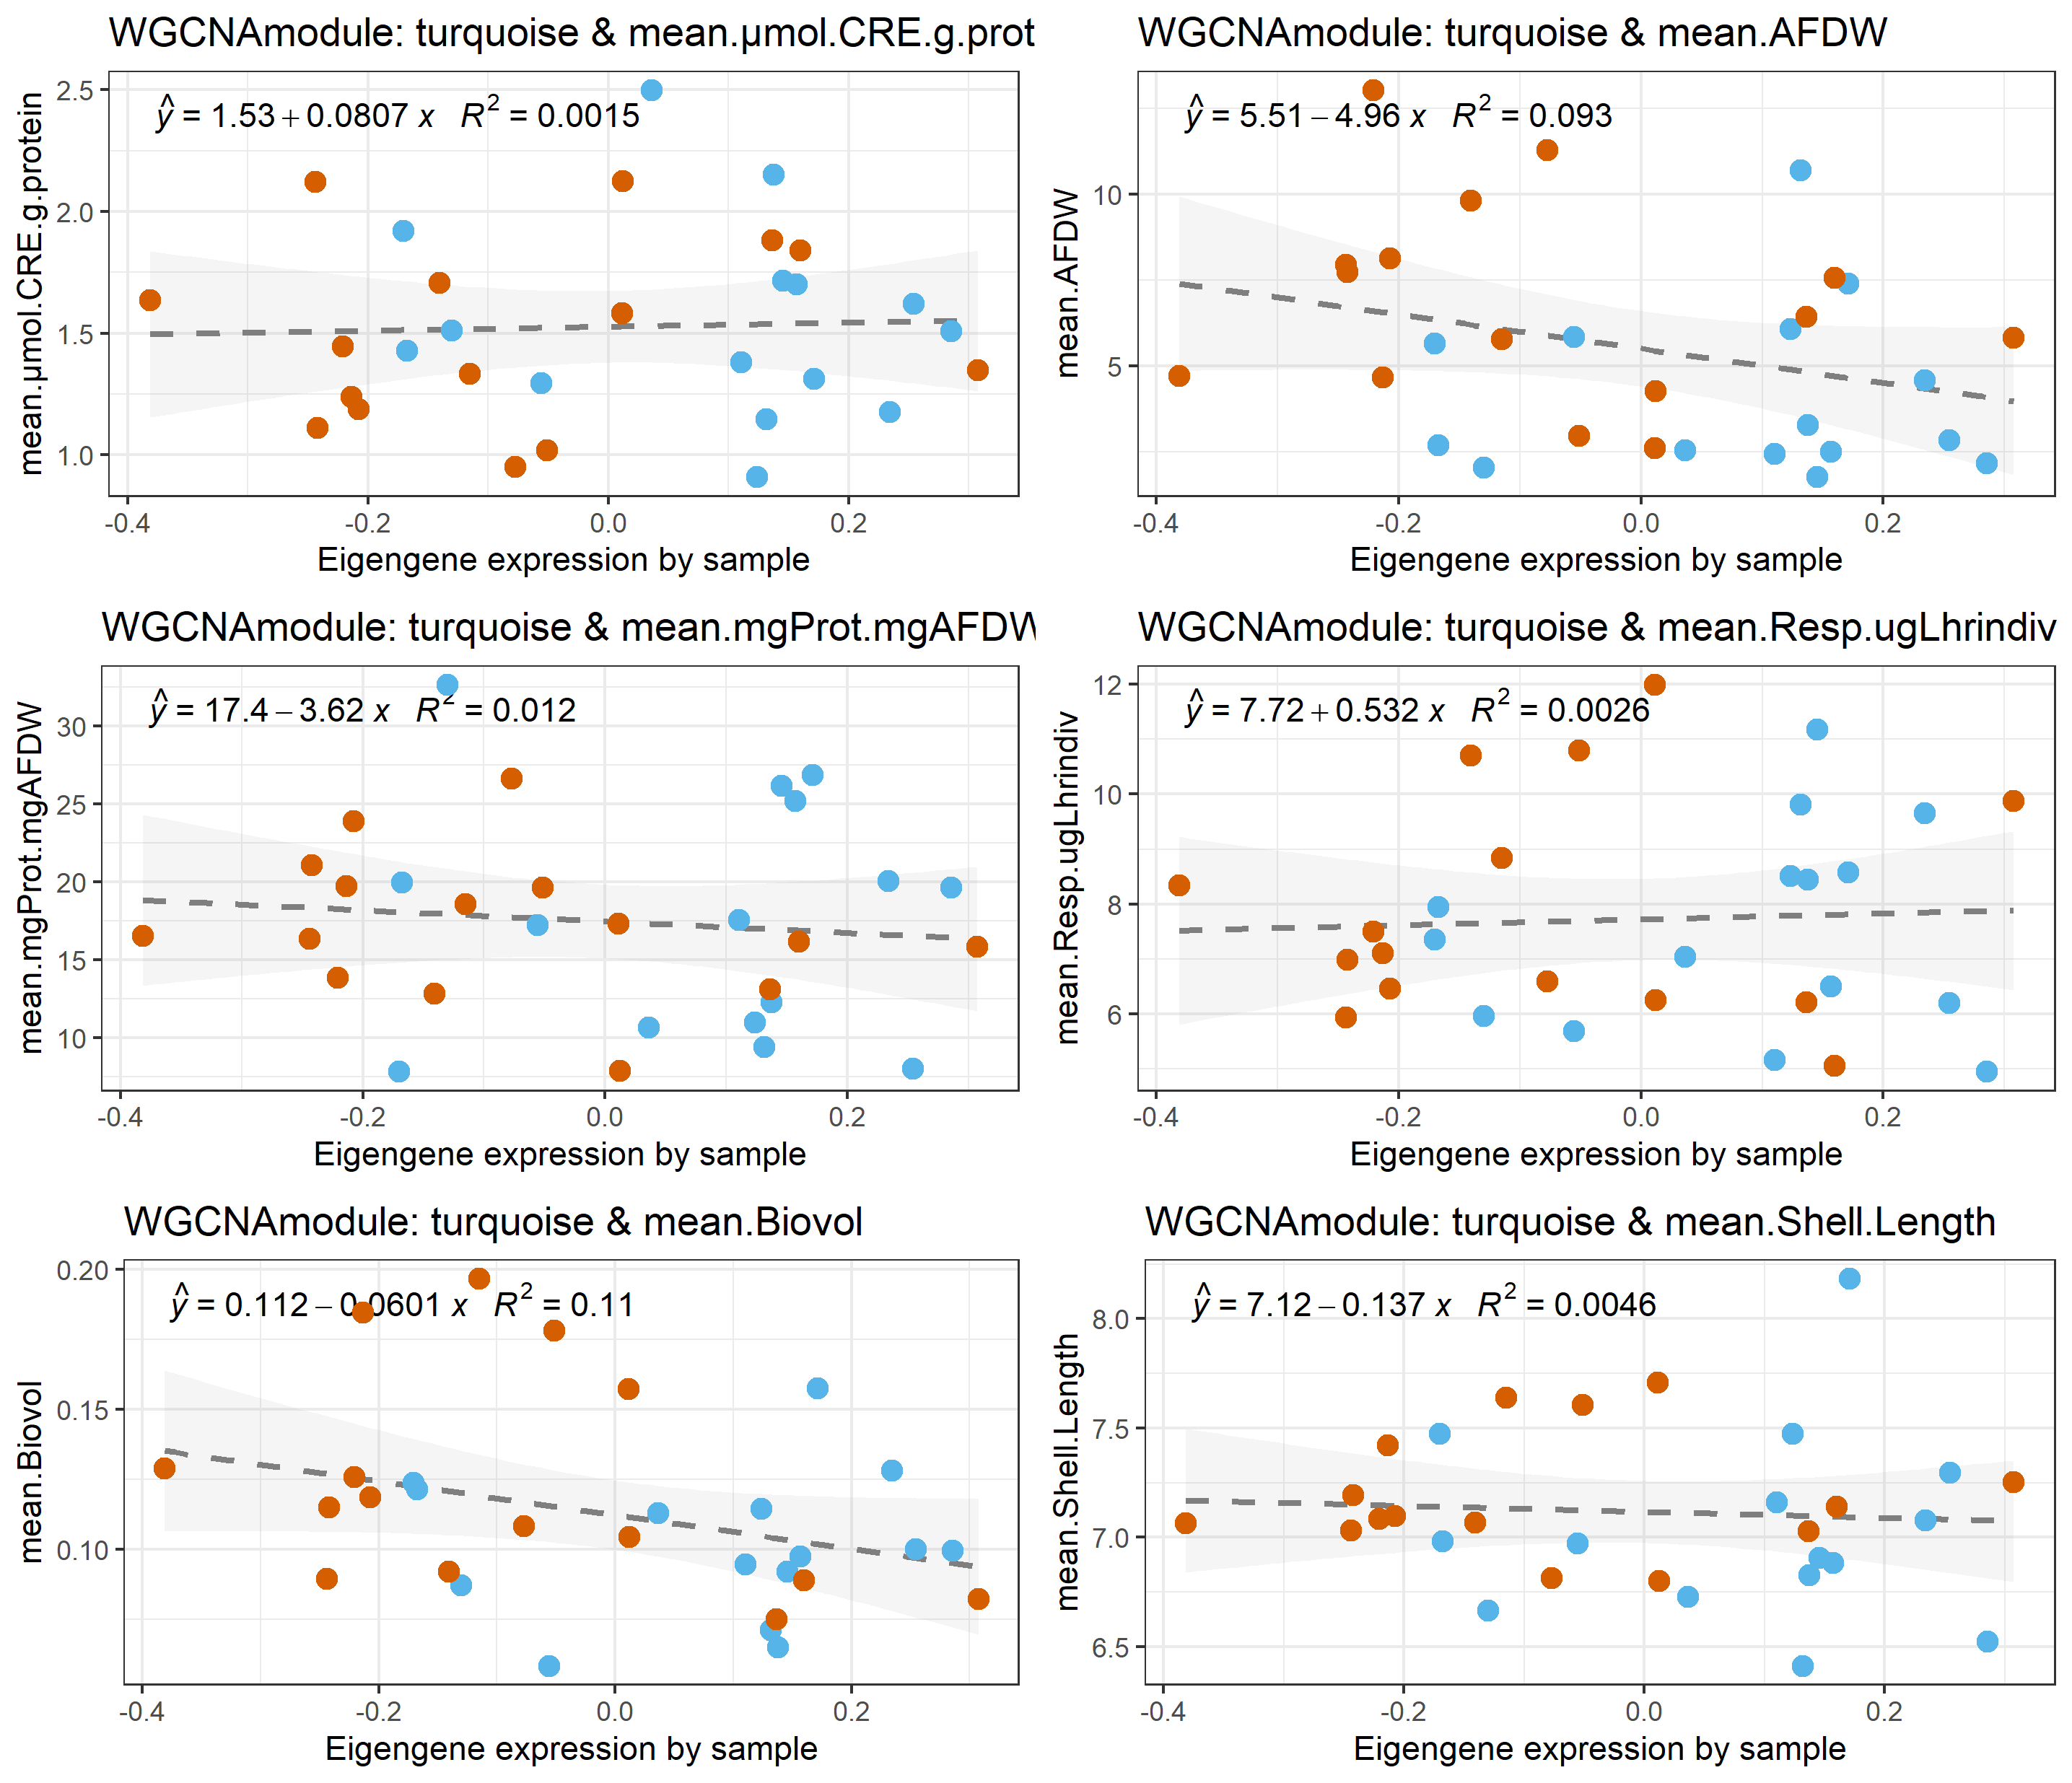 WGCNAmodule: turquoise & mean.µmol.CRE.g.prot
ŷ = 1.53 + 0.0807 x R² = 0.0015
mean.µmol.CRE.g.protein
2.5
2.0
1.5
1.0
-0.4 -0.2 0.0 0.2
Eigengene expression by sample
WGCNAmodule: turquoise & mean.AFDW
ŷ = 5.51 − 4.96 x R² = 0.093
mean.AFDW
10
5
-0.4 -0.2 0.0 0.2
Eigengene expression by sample
WGCNAmodule: turquoise & mean.mgProt.mgAFDW
ŷ = 17.4 − 3.62 x R² = 0.012
mean.mgProt.mgAFDW
30
25
20
15
10
-0.4 -0.2 0.0 0.2
Eigengene expression by sample
WGCNAmodule: turquoise & mean.Resp.ugLhrindiv
ŷ = 7.72 + 0.532 x R² = 0.0026
mean.Resp.ugLhrindiv
12
10
8
6
-0.4 -0.2 0.0 0.2
Eigengene expression by sample
WGCNAmodule: turquoise & mean.Biovol
ŷ = 0.112 − 0.0601 x R² = 0.11
mean.Biovol
0.20
0.15
0.10
-0.4 -0.2 0.0 0.2
Eigengene expression by sample
WGCNAmodule: turquoise & mean.Shell.Length
ŷ = 7.12 − 0.137 x R² = 0.0046
mean.Shell.Length
8.0
7.5
7.0
6.5
-0.4 -0.2 0.0 0.2
Eigengene expression by sample